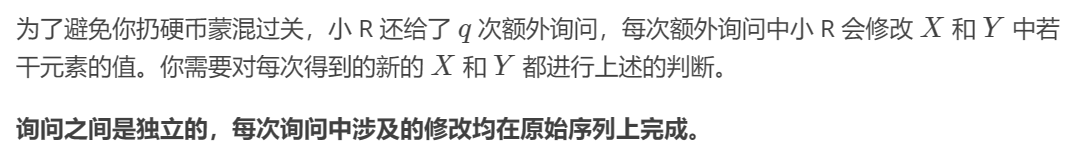 为了避免你扔硬币蒙混过关，小 R 还给了 q 次额外询问，每次额外询问中小 R 会修改 X 和 Y 中若
干元素的值。你需要对每次得到的新的 X 和 Y 都进行上述的判断。
询问之间是独立的，每次询问中涉及的修改均在原始序列上完成。